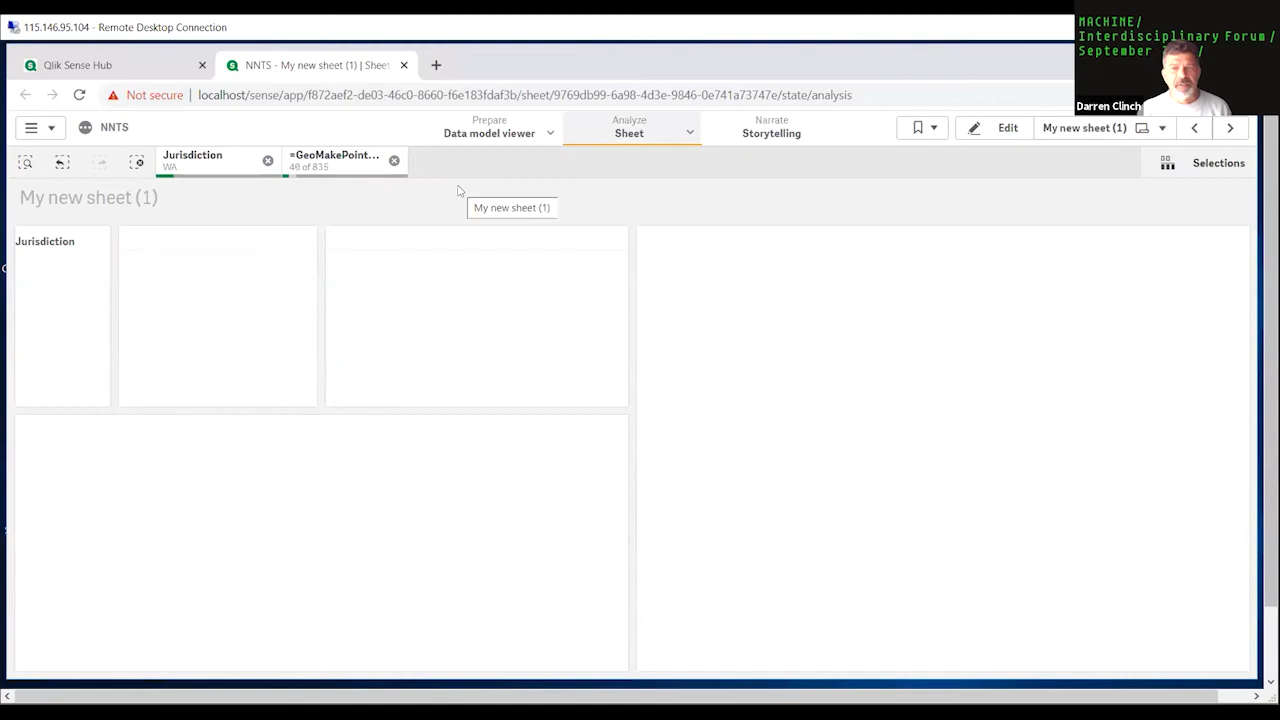 MACHINE/
Interdisciplinary Forum/
September
/
Darren Clinch
115.146.95.104 - Remote Desktop Connection
Qlik Sense Hub
NNTS - My new sheet (1) | Sheet
Not secure
localhost/sense/app/f872aef2-de03-46c0-8660-f6e183fdaf3b/sheet/9769db99-6a98-4d3e-9846-0e741a73747e/state/analysis
NNTS
Prepare
Data model viewer
Analyze
Sheet
Narrate
Storytelling
Edit
My new sheet (1)
Jurisdiction
WA
=GeoMakePoint...
40 of 835
Selections
My new sheet (1)
My new sheet (1)
Jurisdiction